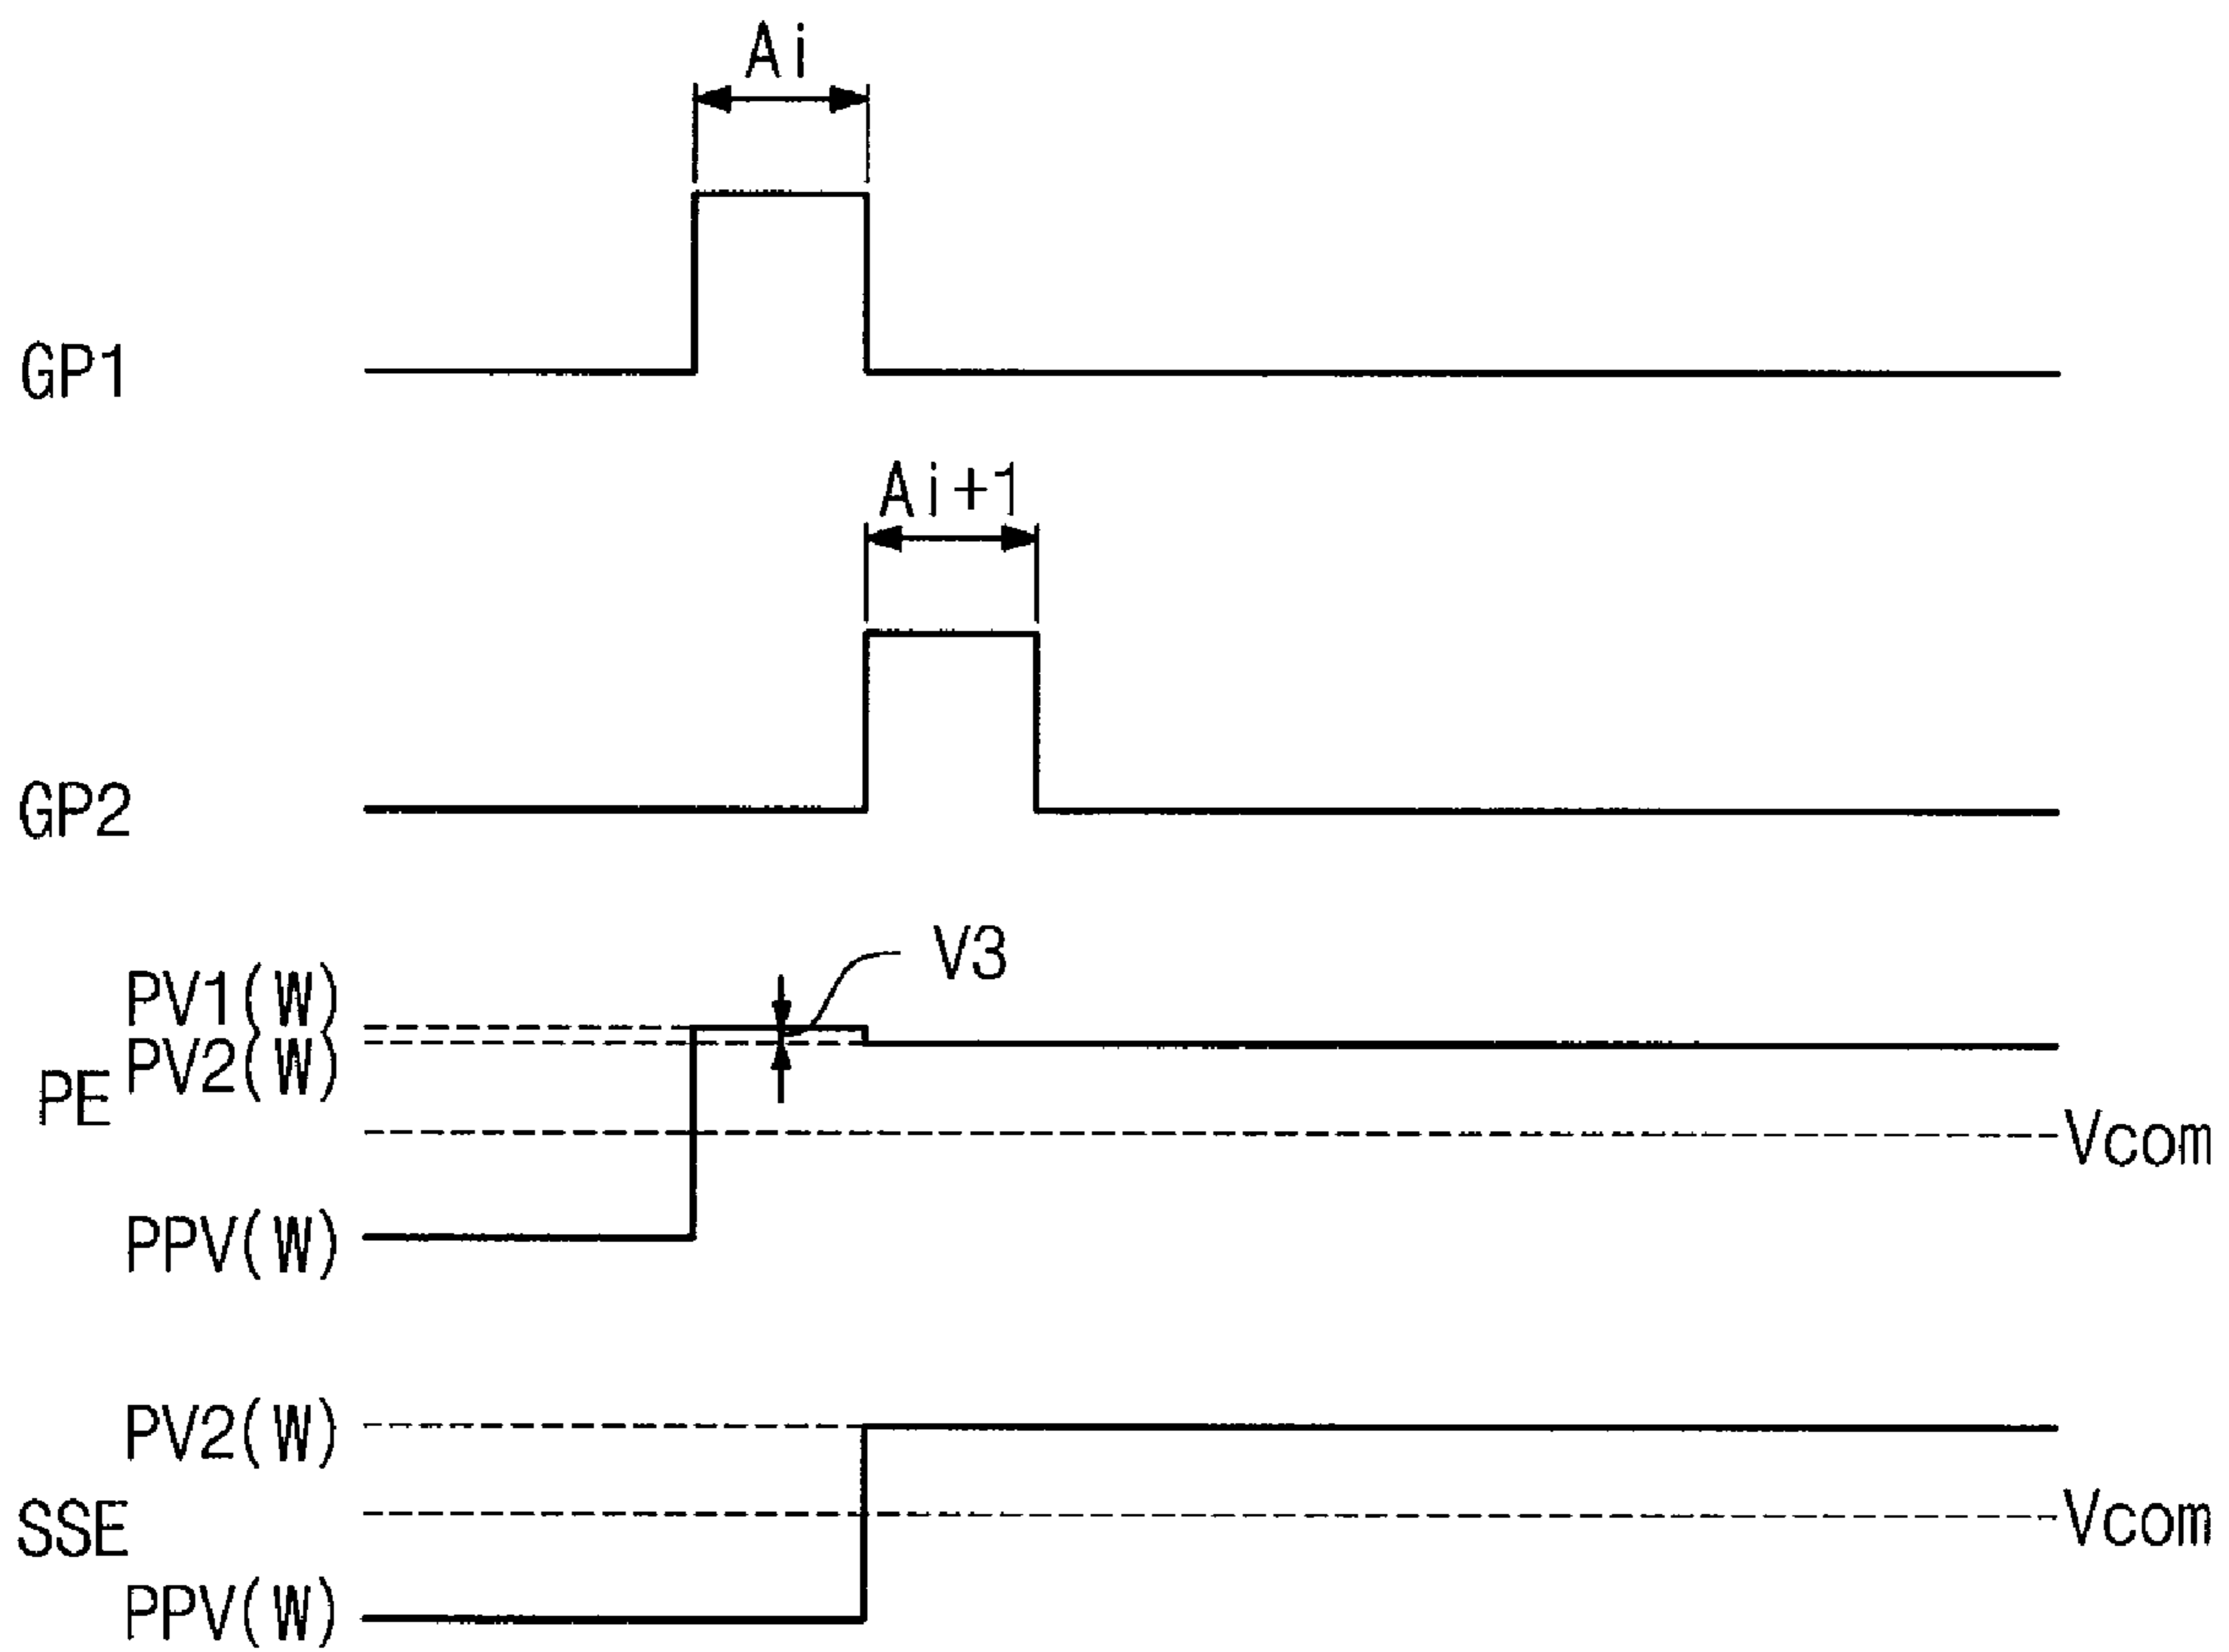 Ai
GP1
Ai+1
GP2
V3
PV1(W)
PV2(W)
PE
Vcom
PPV(W)
PV2(W)
SSE
Vcom
PPV(W)